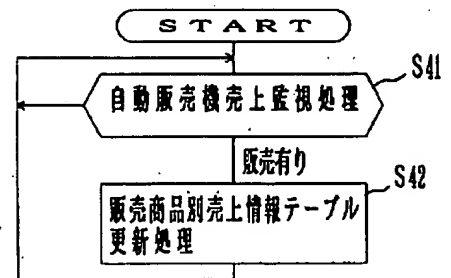 START
自動販売機売上監視処理
S41
販売有り
販売商品別売上情報テーブル
更新処理
S42